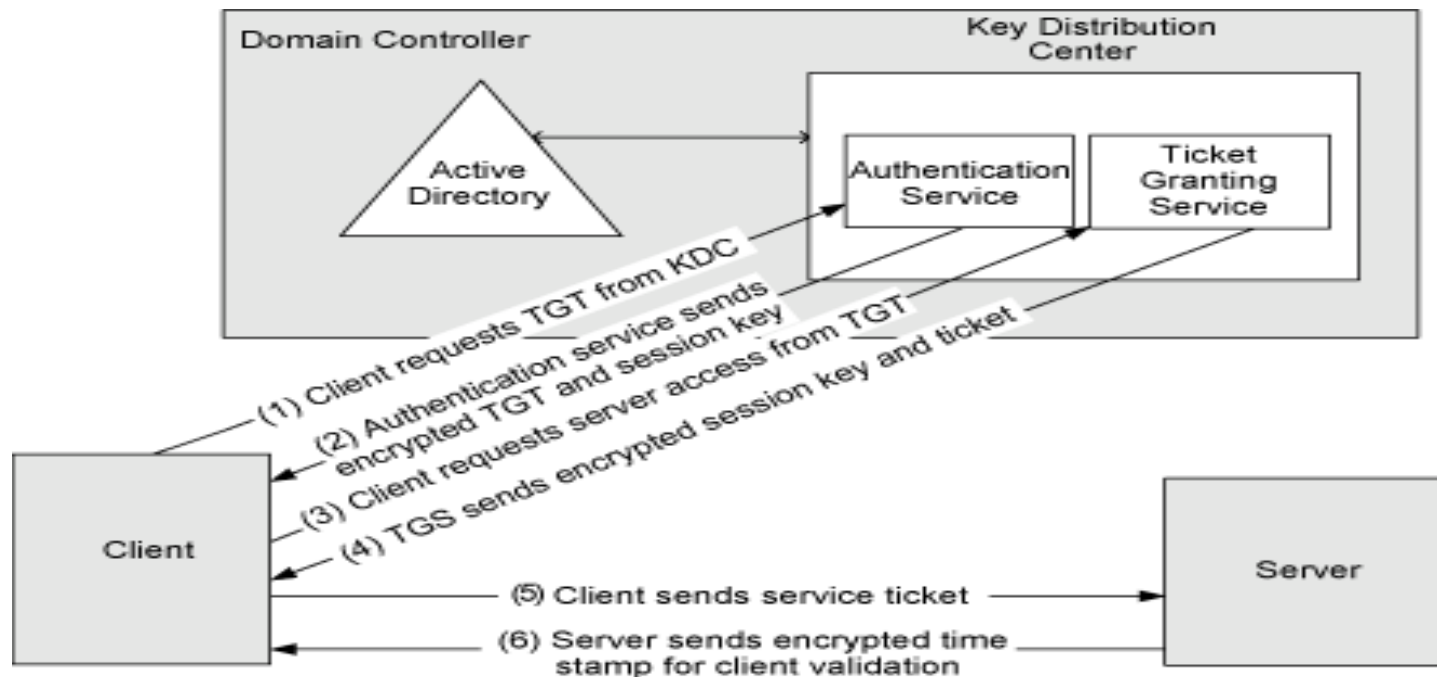 Domain Controller
Key Distribution
Center
Active
Directory
Authentication
Service
Ticket
Granting
Service
(1) Client requests TGT from KDC
(2) Authentication service sends
encrypted TGT and session key
(3) Client requests server access from TGT
(4) TGS sends encrypted session key and ticket
Client
Server
(5) Client sends service ticket
(6) Server sends encrypted time
stamp for client validation